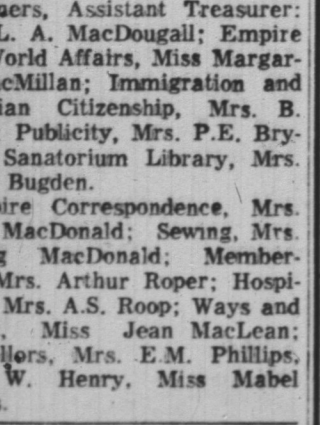 ners, Assistant Treasurer:
L. A. MacDougall; Empire
World Affairs, Miss Margar-
cMillan; Immigration and
ian Citizenship, Mrs. B.
Publicity, Mrs. P.E. Bry-
Sanatorium Library, Mrs.
Bugden.
ire Correspondence, Mrs.
MacDonald; Sewing, Mrs.
g MacDonald; Member-
Mrs. Arthur Roper; Hospi-
Mrs. A.S. Roop; Ways and
, Miss Jean MacLean;
llors, Mrs. E.M. Phillips,
W. Henry, Miss Mabel
s.